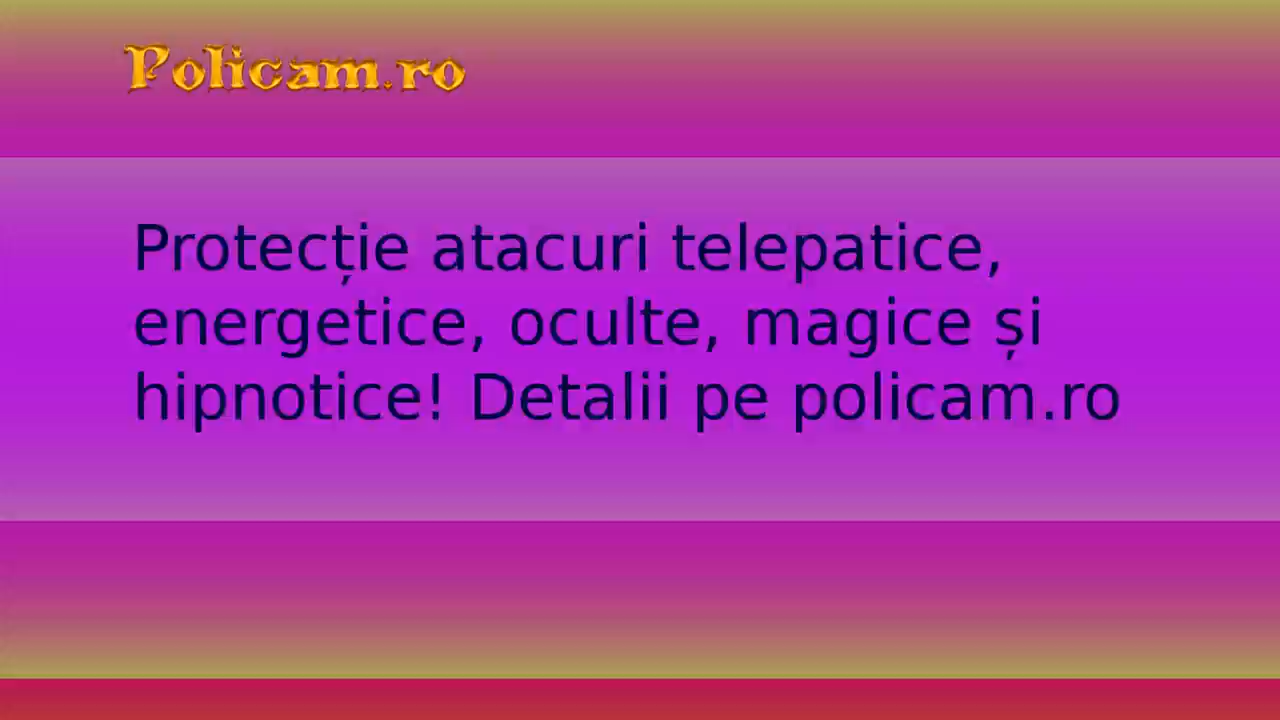 Policam.ro
Protecție atacuri telepatice,
energetice, oculte, magice și
hipnotice! Detalii pe policam.ro